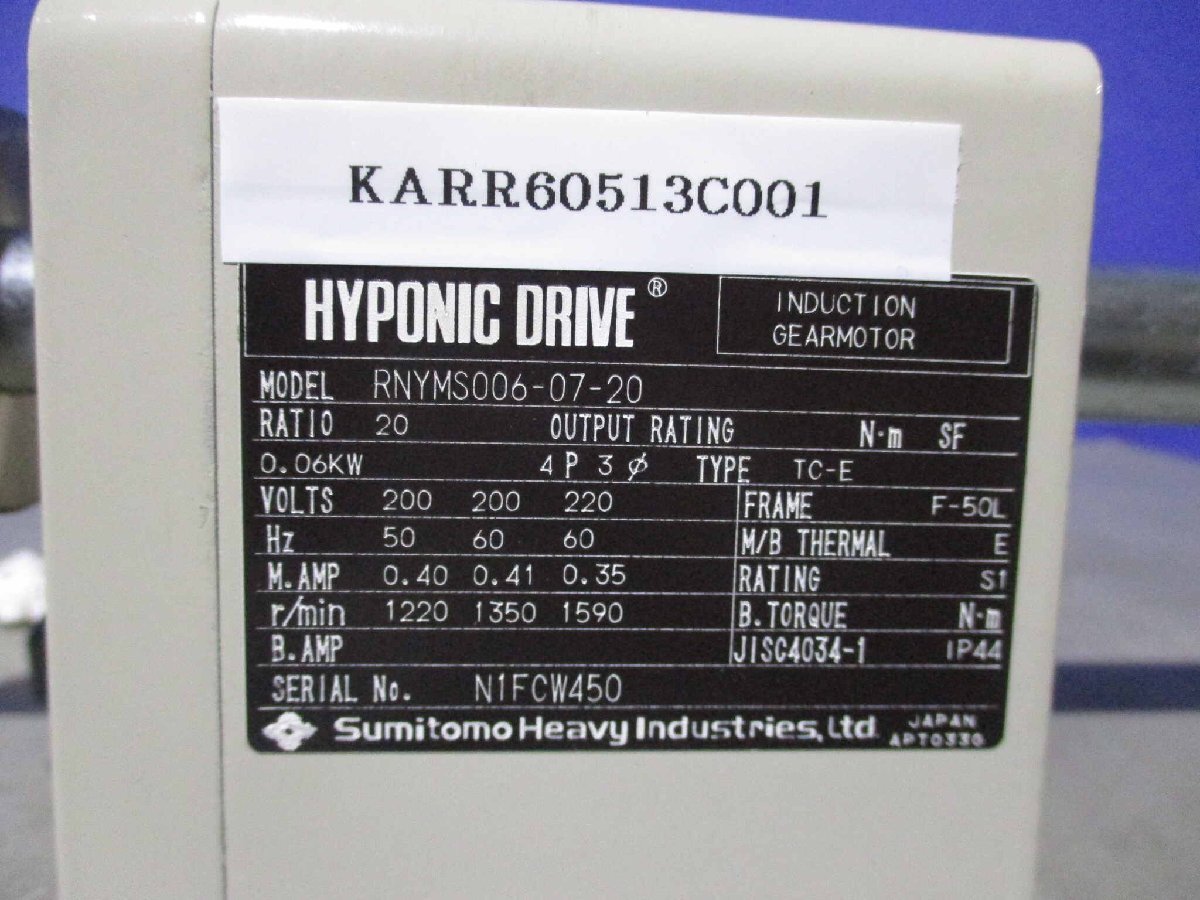 KARR60513C001
HYPONIC DRIVE®
INDUCTION
GEARMOTOR
MODEL RNYMS006-07-20
RATIO 20 OUTPUT RATING N·m SF
0.06KW 4 P 3 φ TYPE TC-E
VOLTS 200 200 220 FRAME F-50L
Hz 50 60 60 M/B THERMAL E
M.AMP 0.40 0.41 0.35 RATING S1
r/min 1220 1350 1590 B.TORQUE N·m
B.AMP JISC4034-1 IP44
SERIAL No. N1FCW450
Sumitomo Heavy Industries, Ltd. JAPAN
APT0330